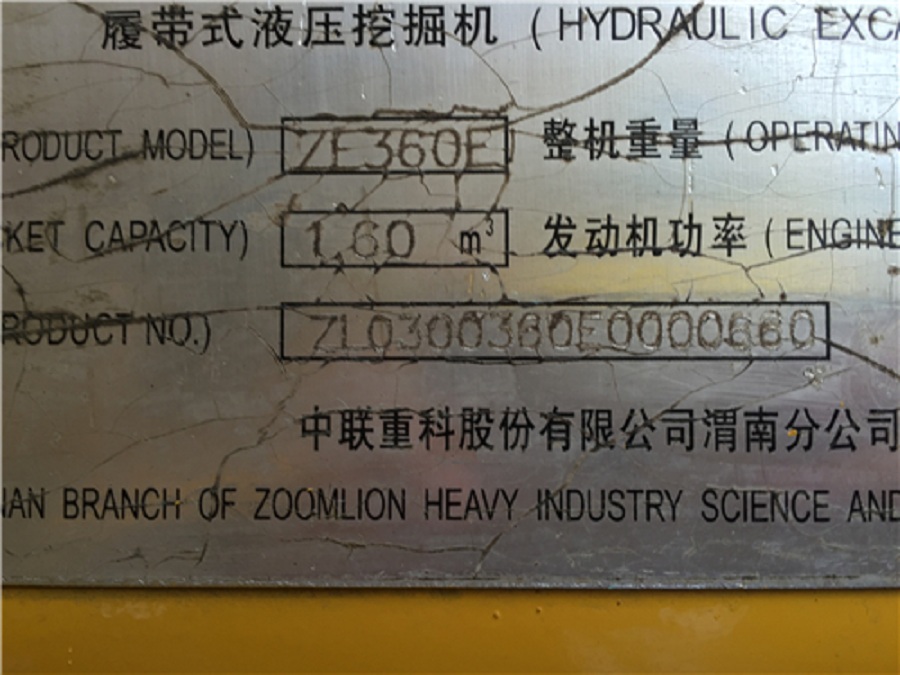 履带式液压挖掘机 ( HYDRAULIC EXCA
RODUCT MODEL) ZE360E 整机重量 ( OPERATIN
KET CAPACITY) 1.60 m³ 发动机功率 ( ENGINE
RODUCT NO.) ZL0300360E0000660
中联重科股份有限公司渭南分公司
NAN BRANCH OF ZOOMLION HEAVY INDUSTRY SCIENCE AND